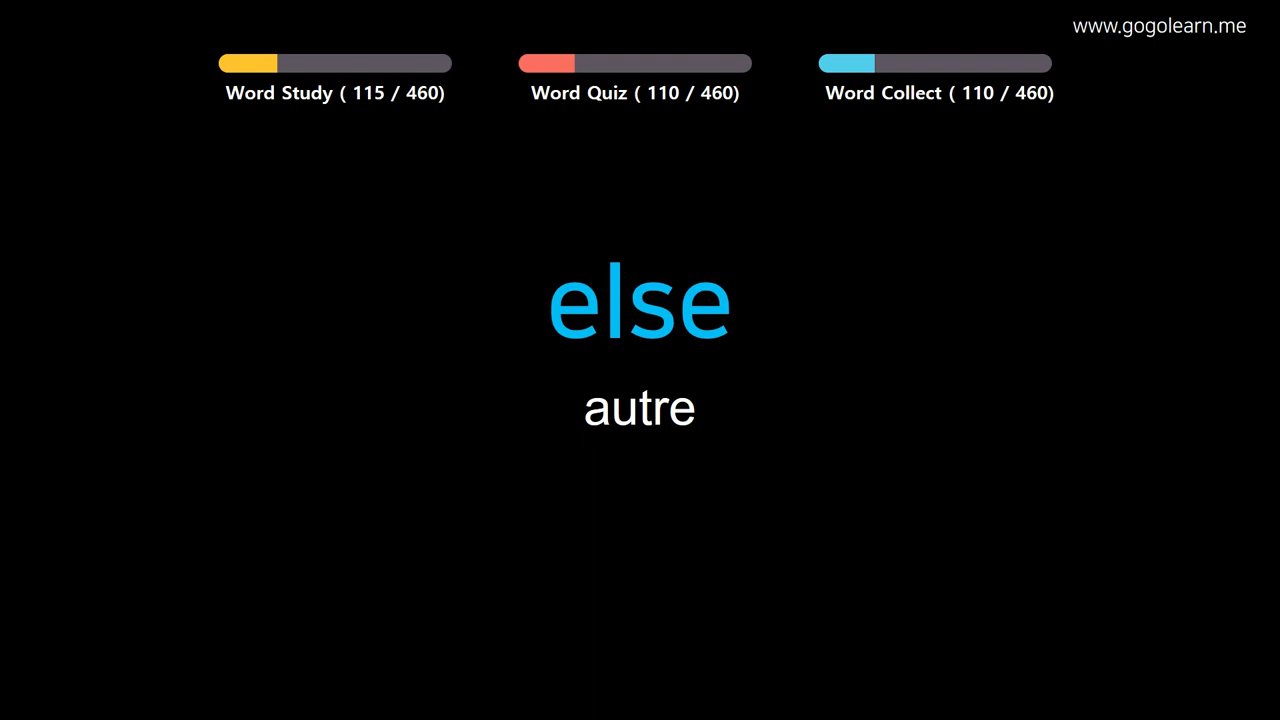 www.gogolearn.me
Word Study ( 115 / 460)
Word Quiz ( 110 / 460)
Word Collect ( 110 / 460)
else
autre